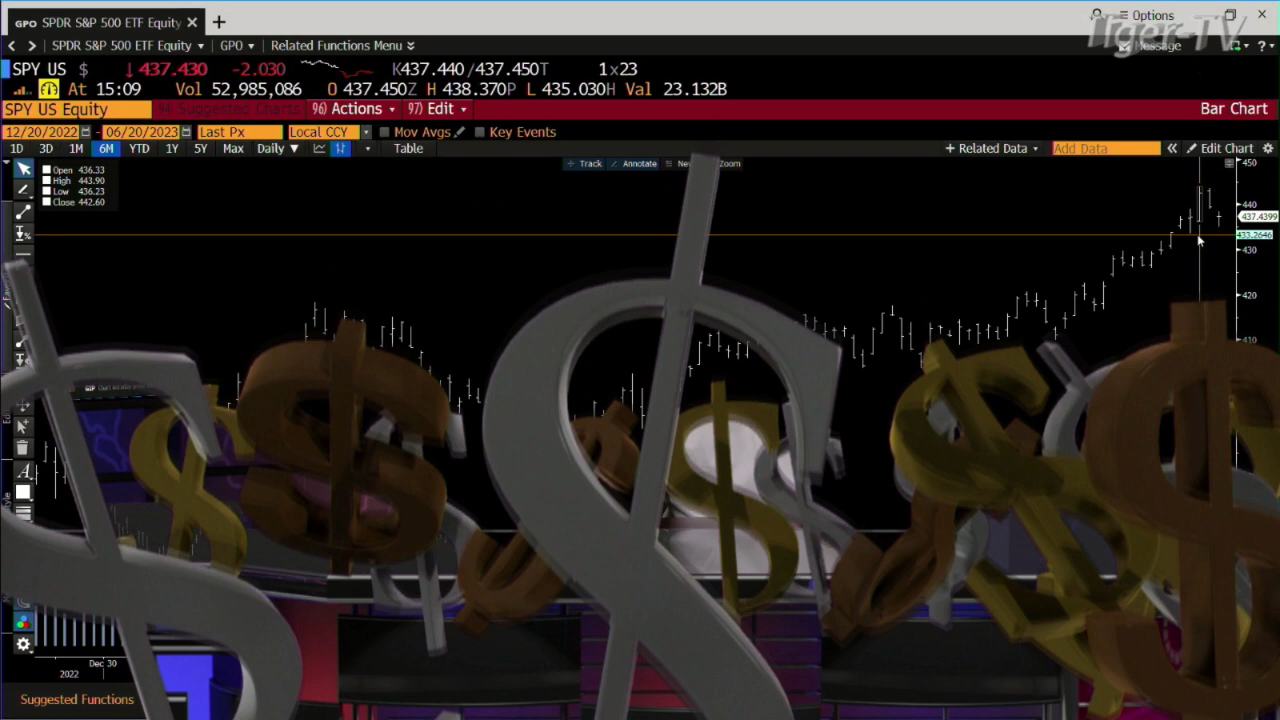 GPO SPDR S&P 500 ETF Equity
Options
Tiger-TV
SPDR S&P 500 ETF Equity GPO Related Functions Menu
Message
SPY US $ ↓437.430 -2.030 K437.440/437.450T 1x23
At 15:09 Vol 52,985,086 O 437.450Z H 438.370P L 435.030H Val 23.132B
SPY US Equity 94) Suggested Charts 96) Actions 97) Edit Bar Chart
12/20/2022 - 06/20/2023 Last Px Local CCY Mov Avgs Key Events
1D 3D 1M 6M YTD 1Y 5Y Max Daily ▼ Table + Related Data Add Data « Edit Chart
Track Annotate Zoom
Open 436.33
High 443.90
Low 436.23
Close 442.60
450
440
437.4399
433.2646
430
420
410
GIP
Dec 30
2022
Suggested Functions